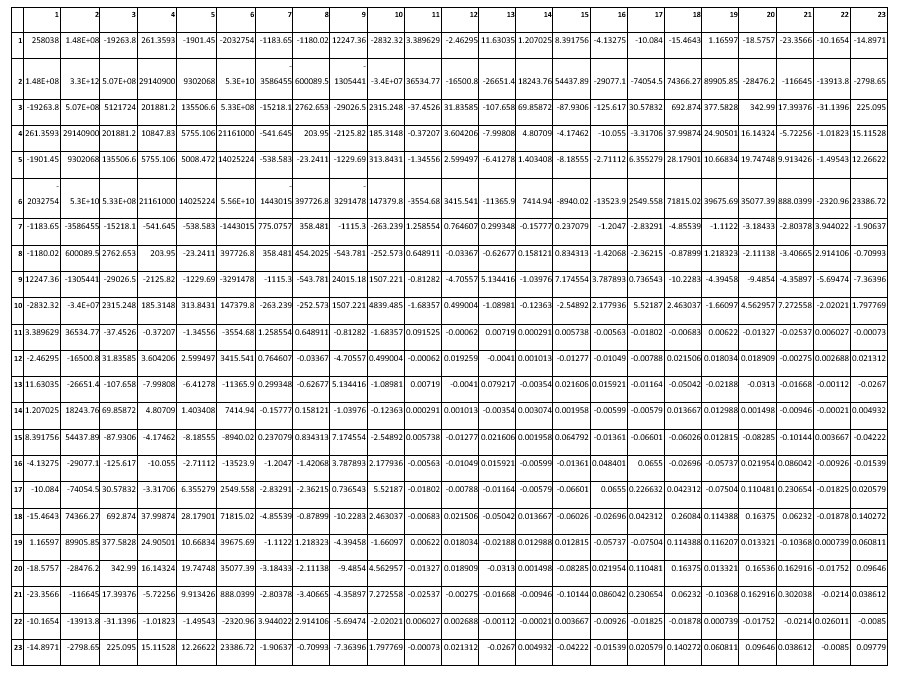 1 2 3 4 5 6 7 8 9 10 11 12 13 14 15 16 17 18 19 20 21 22 23
1 258038 1.48E+08 -19263.8 261.3593 -1901.45 -2032754 -1183.65 -1180.02 12247.36 -2832.32 3.389629 -2.46295 11.63035 1.207025 8.391756 -4.13275 -10.084 -15.4643 1.16597 -18.5757 -23.3566 -10.1654 -14.8971
2 1.48E+08 3.3E+12 5.07E+08 29140900 9302068 5.3E+10 -3586455 600089.5 -1305441 -3.4E+07 36534.77 -16500.8 -26651.4 18243.76 54437.89 -29077.1 -74054.5 74366.27 89905.85 -28476.2 -116645 -13913.8 -2798.65
3 -19263.8 5.07E+08 5121724 201881.2 135506.6 5.33E+08 -15218.1 2762.653 -29026.5 2315.248 -37.4526 31.83585 -107.658 69.85872 -87.9306 -125.617 30.57832 692.874 377.5828 342.99 17.39376 -31.1396 225.095
4 261.3593 29140900 201881.2 10847.83 5755.106 21161000 -541.645 203.95 -2125.82 185.3148 -0.37207 3.604206 -7.99808 4.80709 -4.17462 -10.055 -3.31706 37.99874 24.90501 16.14324 -5.72256 -1.01823 15.11528
5 -1901.45 9302068 135506.6 5755.106 5008.472 14025224 -538.583 -23.2411 -1229.69 313.8431 -1.34556 2.599497 -6.41278 1.403408 -8.18555 -2.71112 6.355279 28.17901 10.66834 19.74748 9.913426 -1.49543 12.26622
6 -2032754 5.3E+10 5.33E+08 21161000 14025224 5.56E+10 -1443015 397726.8 -3291478 147379.8 -3554.68 3415.541 -11365.9 7414.94 -8940.02 -13523.9 2549.558 71815.02 39675.69 35077.39 888.0399 -2320.96 23386.72
7 -1183.65 -3586455 -15218.1 -541.645 -538.583 -1443015 775.0757 358.481 -1115.3 -263.239 1.258554 0.764607 0.299348 -0.15777 0.237079 -1.2047 -2.83291 -4.85539 -1.1122 -3.18433 -2.80378 3.944022 -1.90637
8 -1180.02 600089.5 2762.653 203.95 -23.2411 397726.8 358.481 454.2025 -543.781 -252.573 0.648911 -0.03367 -0.62677 0.158121 0.834313 -1.42068 -2.36215 -0.87899 1.218323 -2.11138 -3.40665 2.914106 -0.70993
9 12247.36 -1305441 -29026.5 -2125.82 -1229.69 -3291478 -1115.3 -543.781 24015.18 1507.221 -0.81282 -4.70557 5.134416 -1.03976 7.174554 3.787893 0.736543 -10.2283 -4.39458 -9.4854 -4.35897 -5.69474 -7.36396
10 -2832.32 -3.4E+07 2315.248 185.3148 313.8431 147379.8 -263.239 -252.573 1507.221 4839.485 -1.68357 0.499004 -1.08981 -0.12363 -2.54892 2.177936 5.52187 2.463037 -1.66097 4.562957 7.272558 -2.02021 1.797769
11 3.389629 36534.77 -37.4526 -0.37207 -1.34556 -3554.68 1.258554 0.648911 -0.81282 -1.68357 0.091525 -0.00062 0.00719 0.000291 0.005738 -0.00563 -0.01802 -0.00683 0.00622 -0.01327 -0.02537 0.006027 -0.00073
12 -2.46295 -16500.8 31.83585 3.604206 2.599497 3415.541 0.764607 -0.03367 -4.70557 0.499004 -0.00062 0.019259 -0.0041 0.001013 -0.01277 -0.01049 -0.00788 0.021506 0.018034 0.018909 -0.00275 0.002688 0.021312
13 11.63035 -26651.4 -107.658 -7.99808 -6.41278 -11365.9 0.299348 -0.62677 5.134416 -1.08981 0.00719 -0.0041 0.079217 -0.00354 0.021606 0.015921 -0.01164 -0.05042 -0.02188 -0.0313 -0.01668 -0.00112 -0.0267
14 1.207025 18243.76 69.85872 4.80709 1.403408 7414.94 -0.15777 0.158121 -1.03976 -0.12363 0.000291 0.001013 -0.00354 0.003074 0.001958 -0.00599 -0.00579 0.013667 0.012988 0.001498 -0.00946 -0.00021 0.004932
15 8.391756 54437.89 -87.9306 -4.17462 -8.18555 -8940.02 0.237079 0.834313 7.174554 -2.54892 0.005738 -0.01277 0.021606 0.001958 0.064792 -0.01361 -0.06601 -0.06026 0.012815 -0.08285 -0.10144 0.003667 -0.04222
16 -4.13275 -29077.1 -125.617 -10.055 -2.71112 -13523.9 -1.2047 -1.42068 3.787893 2.177936 -0.00563 -0.01049 0.015921 -0.00599 -0.01361 0.048401 0.0655 -0.02696 -0.05737 0.021954 0.086042 -0.00926 -0.01539
17 -10.084 -74054.5 30.57832 -3.31706 6.355279 2549.558 -2.83291 -2.36215 0.736543 5.52187 -0.01802 -0.00788 -0.01164 -0.00579 -0.06601 0.0655 0.226632 0.042312 -0.07504 0.110481 0.230654 -0.01825 0.020579
18 -15.4643 74366.27 692.874 37.99874 28.17901 71815.02 -4.85539 -0.87899 -10.2283 2.463037 -0.00683 0.021506 -0.05042 0.013667 -0.06026 -0.02696 0.042312 0.26084 0.114388 0.16375 0.06232 -0.01878 0.140272
19 1.16597 89905.85 377.5828 24.90501 10.66834 39675.69 -1.1122 1.218323 -4.39458 -1.66097 0.00622 0.018034 -0.02188 0.012988 0.012815 -0.05737 -0.07504 0.114388 0.116207 0.013321 -0.10368 0.000739 0.060811
20 -18.5757 -28476.2 342.99 16.14324 19.74748 35077.39 -3.18433 -2.11138 -9.4854 4.562957 -0.01327 0.018909 -0.0313 0.001498 -0.08285 0.021954 0.110481 0.16375 0.013321 0.16536 0.162916 -0.01752 0.09646
21 -23.3566 -116645 17.39376 -5.72256 9.913426 888.0399 -2.80378 -3.40665 -4.35897 7.272558 -0.02537 -0.00275 -0.01668 -0.00946 -0.10144 0.086042 0.230654 0.06232 -0.10368 0.162916 0.302038 -0.0214 0.038612
22 -10.1654 -13913.8 -31.1396 -1.01823 -1.49543 -2320.96 3.944022 2.914106 -5.69474 -2.02021 0.006027 0.002688 -0.00112 -0.00021 0.003667 -0.00926 -0.01825 -0.01878 0.000739 -0.01752 -0.0214 0.026011 -0.0085
23 -14.8971 -2798.65 225.095 15.11528 12.26622 23386.72 -1.90637 -0.70993 -7.36396 1.797769 -0.00073 0.021312 -0.0267 0.004932 -0.04222 -0.01539 0.020579 0.140272 0.060811 0.09646 0.038612 -0.0085 0.09779